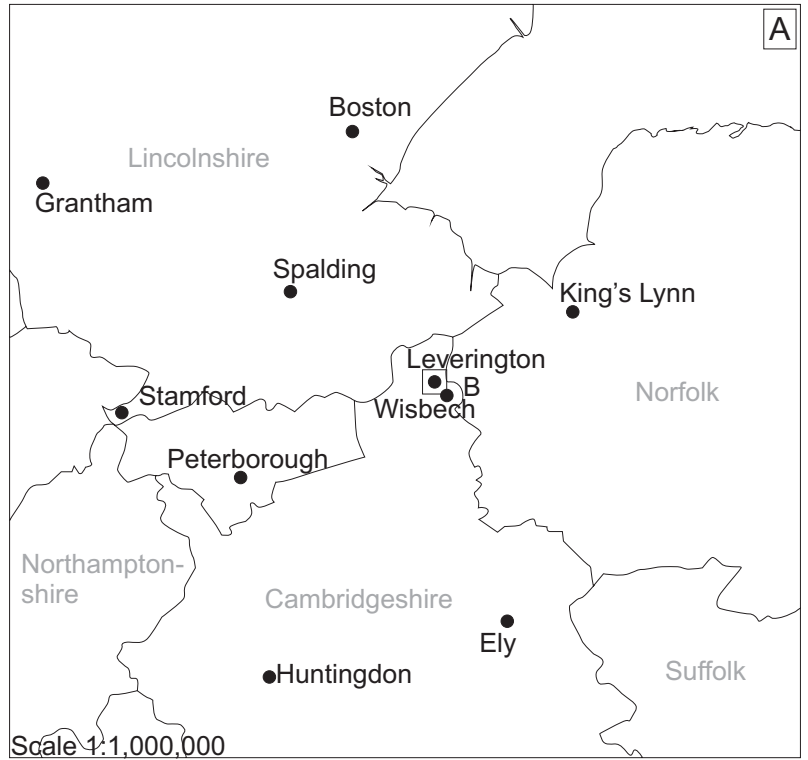 A
Boston
Lincolnshire
Grantham
Spalding
King's Lynn
Leverington
B
Norfolk
Stamford
Wisbech
Peterborough
Northampton-
shire
Cambridgeshire
Ely
Suffolk
Huntingdon
Scale 1:1,000,000